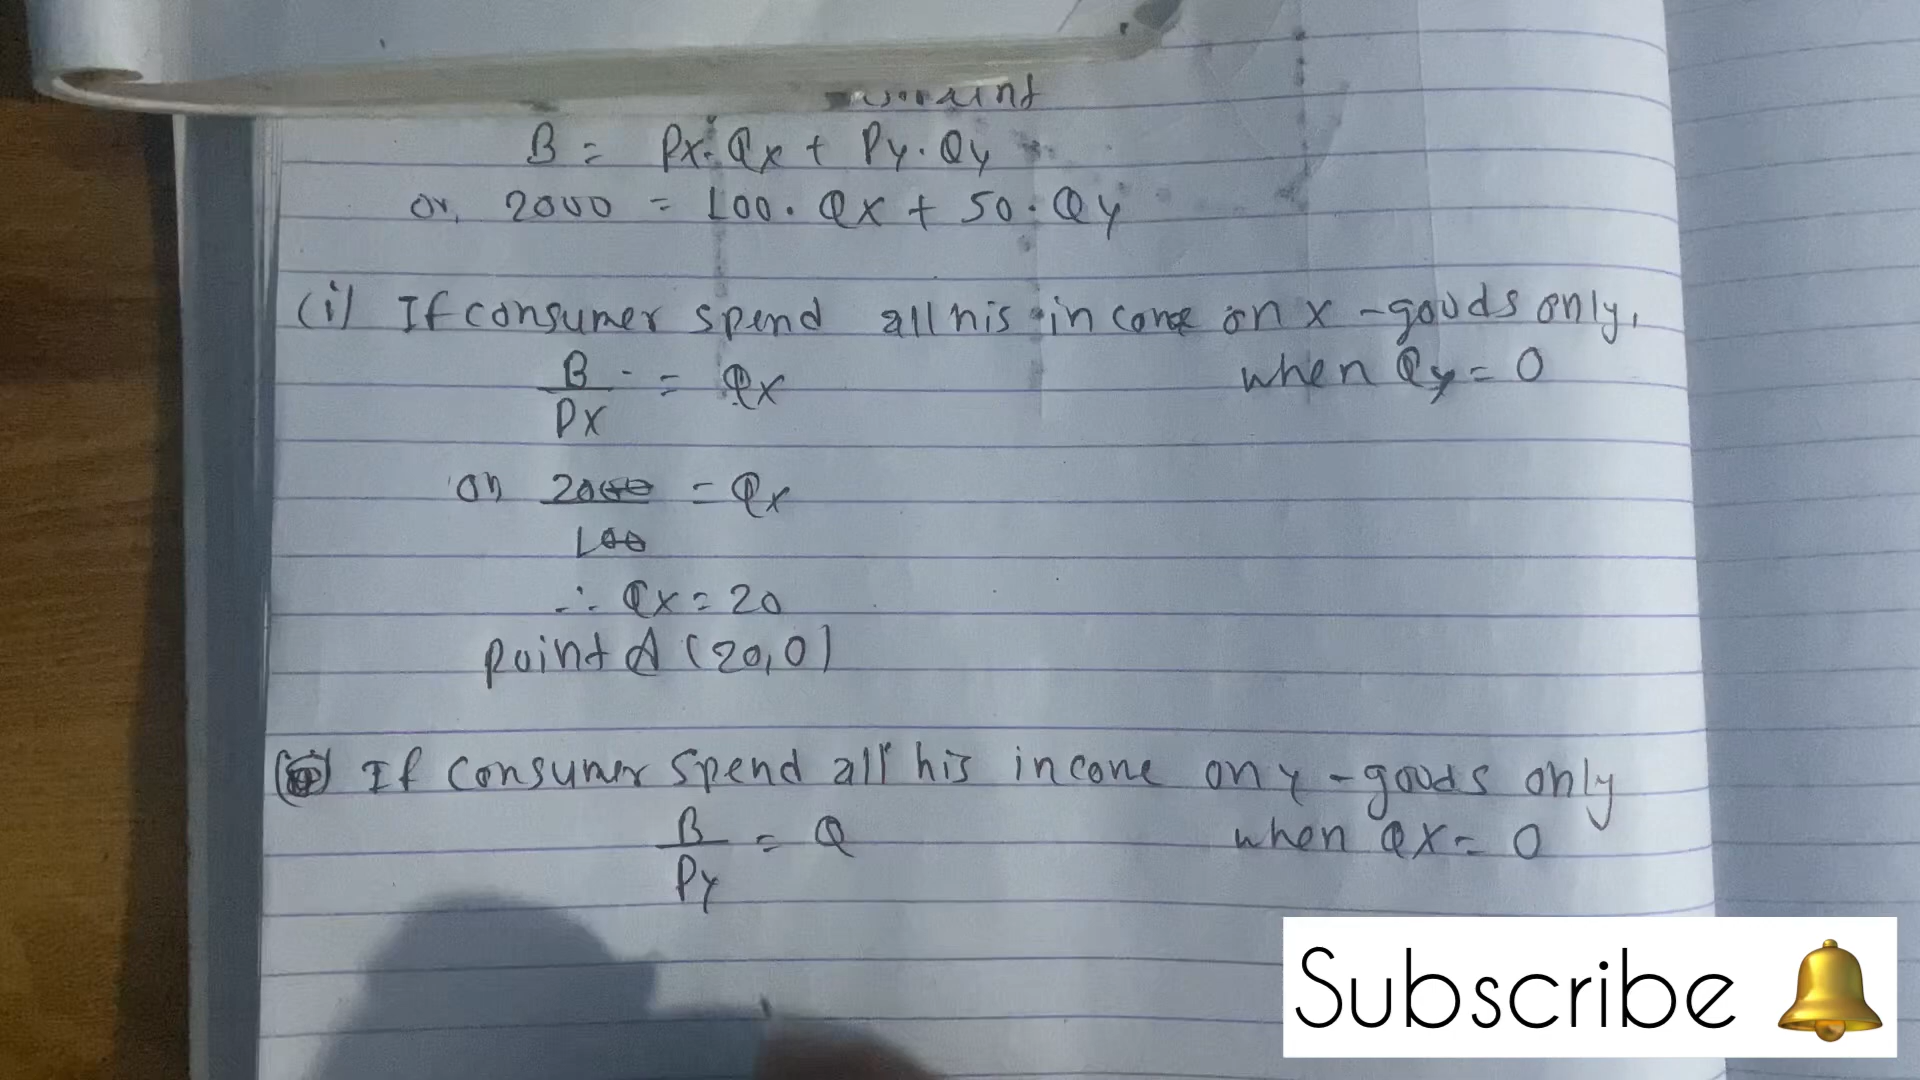 B = Px. Qx + Py. Qy
or, 2000 = 100. Qx + 50. Qy
(i) If consumer spend all his income on x-goods only,
B/Px = Qx when Qy = 0
or 2000/100 = Qx
∴ Qx = 20
point A (20,0)
If consumer spend all his income on y-goods only
B/Py = Q when Qx = 0
Subscribe